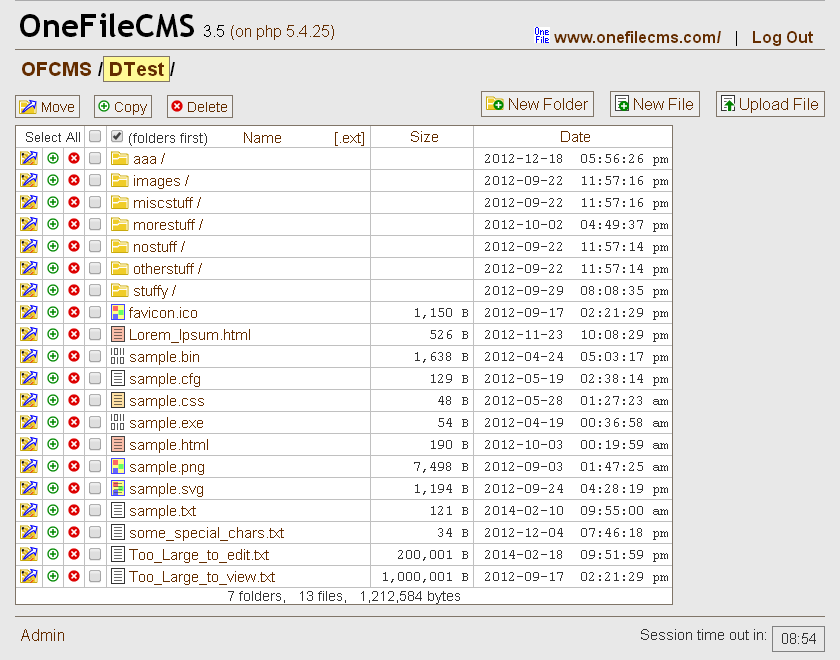 OneFileCMS 3.5 (on php 5.4.25) One File www.onefilecms.com/ | Log Out
OFCMS / DTest /
Move Copy Delete New Folder New File Upload File
Select All (folders first) Name [.ext] Size Date
aaa / 2012-12-18 05:56:26 pm
images / 2012-09-22 11:57:16 pm
miscstuff / 2012-09-22 11:57:16 pm
morestuff / 2012-10-02 04:49:37 pm
nostuff / 2012-09-22 11:57:14 pm
otherstuff / 2012-09-22 11:57:14 pm
stuffy / 2012-09-29 08:08:35 pm
favicon.ico 1,150 B 2012-09-17 02:21:29 pm
Lorem_Ipsum.html 526 B 2012-11-23 10:08:29 pm
sample.bin 1,638 B 2012-04-24 05:03:17 pm
sample.cfg 129 B 2012-05-19 02:38:14 pm
sample.css 48 B 2012-05-28 01:27:23 am
sample.exe 54 B 2012-04-19 00:36:58 am
sample.html 190 B 2012-10-03 00:19:59 am
sample.png 7,498 B 2012-09-03 01:47:25 am
sample.svg 1,194 B 2012-09-24 04:28:19 pm
sample.txt 121 B 2014-02-10 09:55:00 am
some_special_chars.txt 34 B 2012-12-04 07:46:18 pm
Too_Large_to_edit.txt 200,001 B 2014-02-18 09:51:59 pm
Too_Large_to_view.txt 1,000,001 B 2012-09-17 02:21:29 pm
7 folders, 13 files, 1,212,584 bytes
Admin Session time out in: 08:54